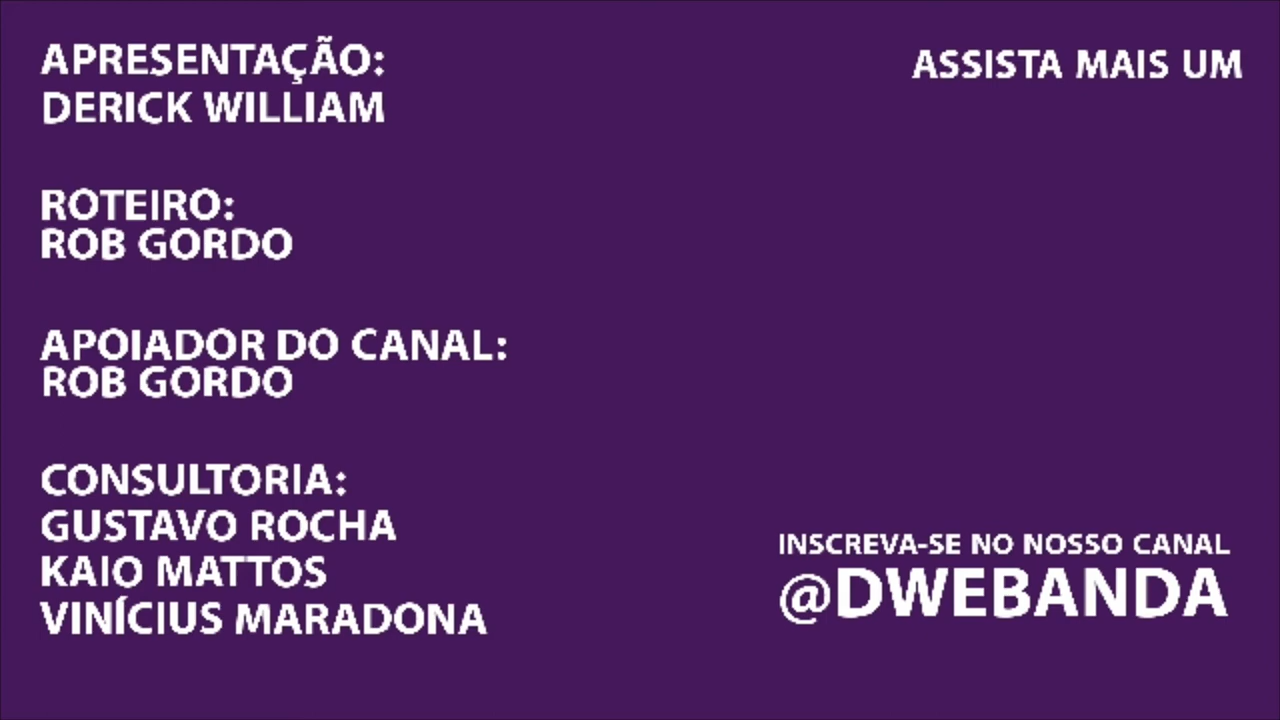 APRESENTAÇÃO:
DERICK WILLIAM
ROTEIRO:
ROB GORDO
APOIADOR DO CANAL:
ROB GORDO
CONSULTORIA:
GUSTAVO ROCHA
KAIO MATTOS
VINÍCIUS MARADONA
ASSISTA MAIS UM
INSCREVA-SE NO NOSSO CANAL
@DWEBANDA